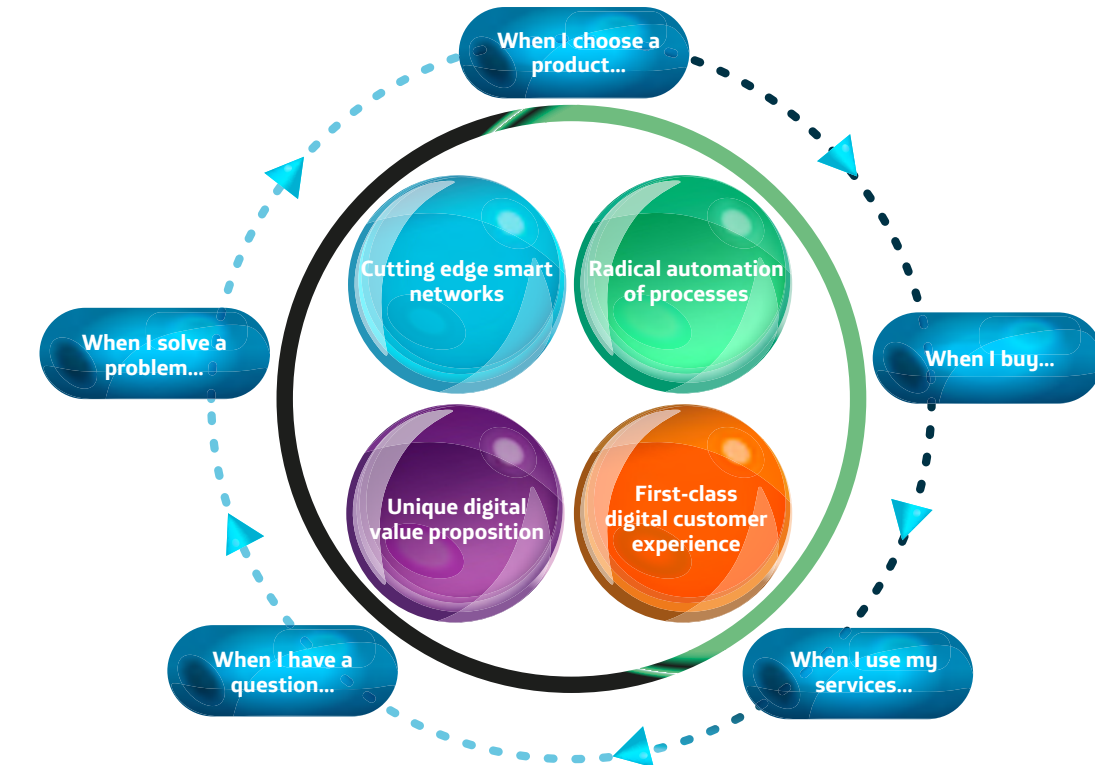 When I choose a
product...
Cutting edge smart
networks
Radical automation
of processes
When I solve a
problem...
When I buy...
Unique digital
value proposition
First-class
digital customer
experience
When I have a
question...
When I use my
services...